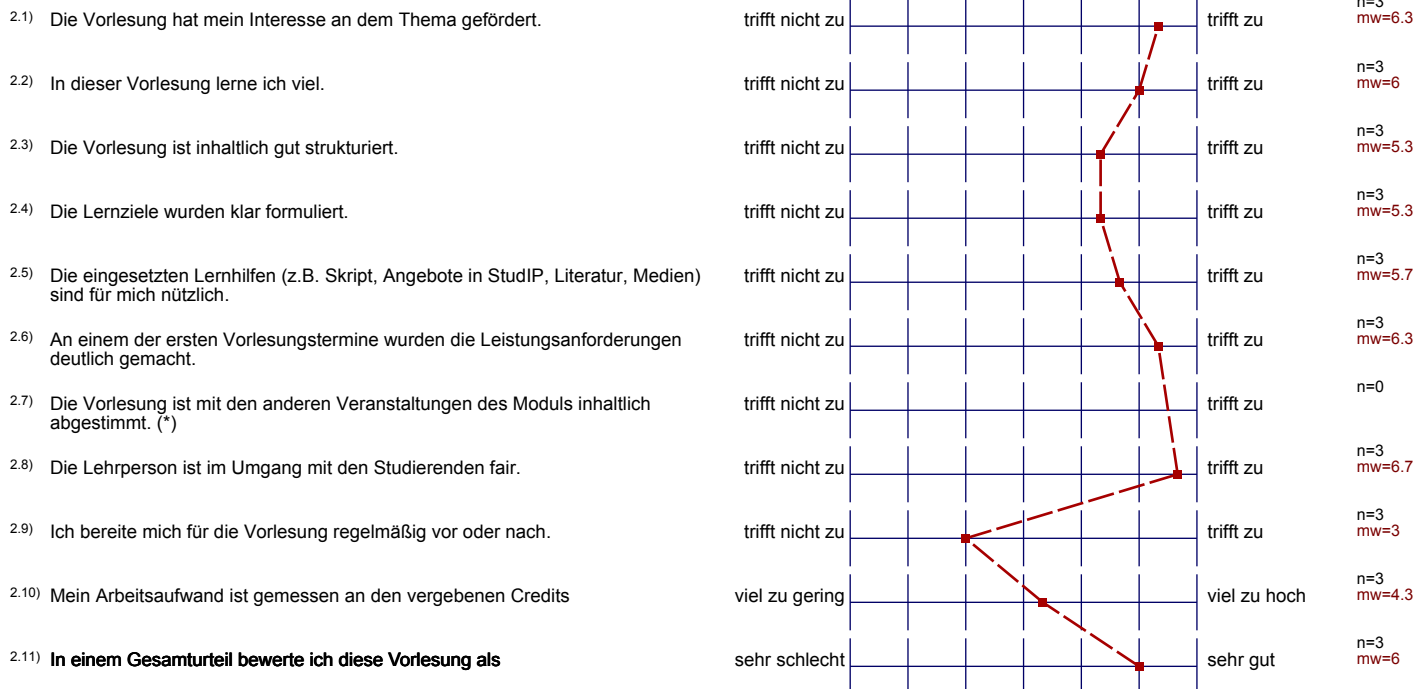 n=3
2.1) Die Vorlesung hat mein Interesse an dem Thema gefördert. trifft nicht zu trifft zu mw=6.3
n=3
2.2) In dieser Vorlesung lerne ich viel. trifft nicht zu trifft zu mw=6
n=3
2.3) Die Vorlesung ist inhaltlich gut strukturiert. trifft nicht zu trifft zu mw=5.3
n=3
2.4) Die Lernziele wurden klar formuliert. trifft nicht zu trifft zu mw=5.3
n=3
2.5) Die eingesetzten Lernhilfen (z.B. Skript, Angebote in StudIP, Literatur, Medien) trifft nicht zu trifft zu mw=5.7
sind für mich nützlich.
n=3
2.6) An einem der ersten Vorlesungstermine wurden die Leistungsanforderungen trifft nicht zu trifft zu mw=6.3
deutlich gemacht.
n=0
2.7) Die Vorlesung ist mit den anderen Veranstaltungen des Moduls inhaltlich trifft nicht zu trifft zu
abgestimmt. (*)
n=3
2.8) Die Lehrperson ist im Umgang mit den Studierenden fair. trifft nicht zu trifft zu mw=6.7
n=3
2.9) Ich bereite mich für die Vorlesung regelmäßig vor oder nach. trifft nicht zu trifft zu mw=3
n=3
2.10) Mein Arbeitsaufwand ist gemessen an den vergebenen Credits viel zu gering viel zu hoch mw=4.3
n=3
2.11) In einem Gesamturteil bewerte ich diese Vorlesung als sehr schlecht sehr gut mw=6